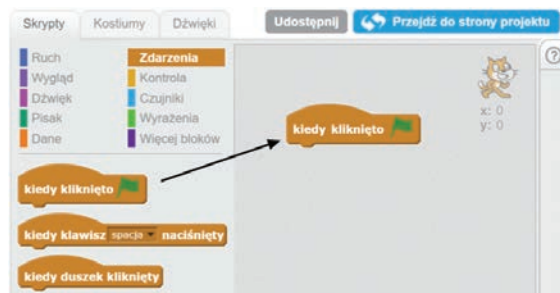 Skrypty Kostiumy Dźwięki Udostępnij Przejdź do strony projektu
Ruch Zdarzenia
Wygląd Kontrola
Dźwięk Czujniki
Pisak Wyrażenia
Dane Więcej bloków
x: 0
y: 0
?
kiedy kliknięto
kiedy kliknięto
kiedy klawisz spacja naciśnięty
kiedy duszek kliknięty